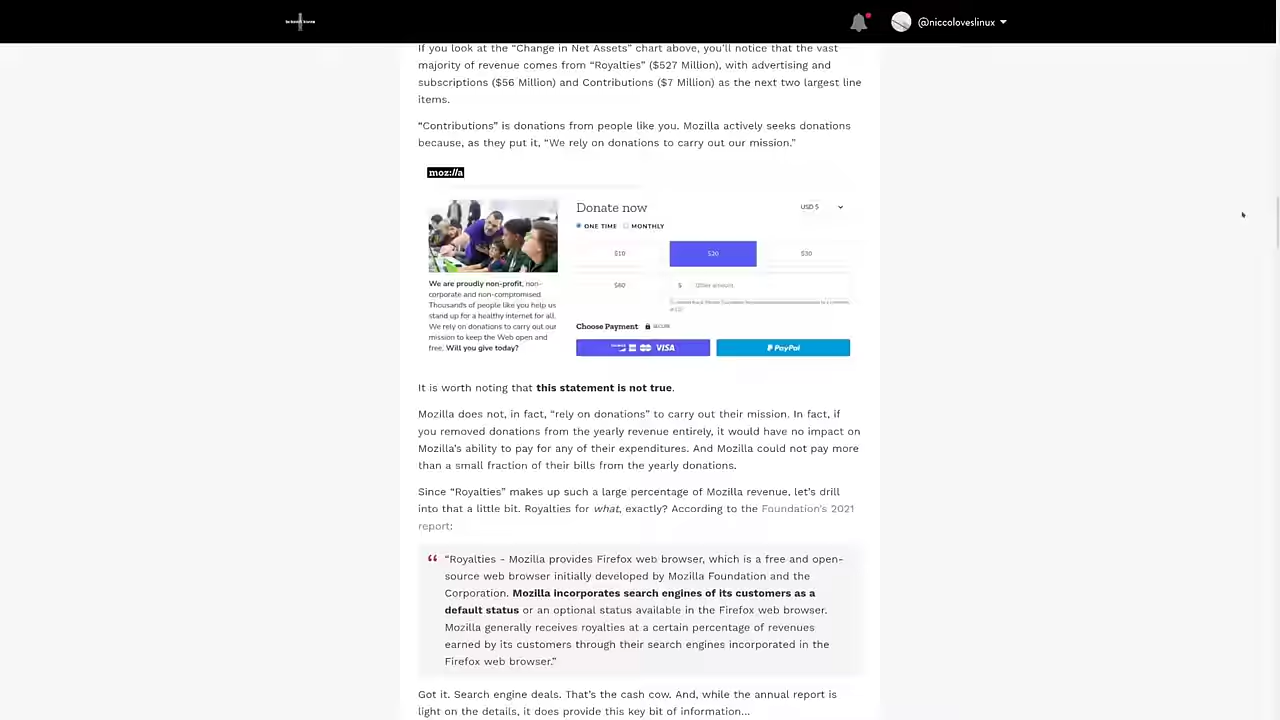 @niccoloveslinux
If you look at the “Change in Net Assets” chart above, you'll notice that the vast
majority of revenue comes from “Royalties” ($527 Million), with advertising and
subscriptions ($56 Million) and Contributions ($7 Million) as the next two largest line
items.
“Contributions” is donations from people like you. Mozilla actively seeks donations
because, as they put it, “We rely on donations to carry out our mission.”
moz://a
Donate now
USD $
ONE TIME
MONTHLY
$10
$20
$30
$60
$
Other amount
We are proudly non-profit, non-
corporate and non-compromised.
Thousands of people like you help us
stand up for a healthy internet for all.
We rely on donations to carry out our
mission to keep the Web open and
free. Will you give today?
Choose Payment
SECURE
VISA
PayPal
It is worth noting that this statement is not true.
Mozilla does not, in fact, “rely on donations” to carry out their mission. In fact, if
you removed donations from the yearly revenue entirely, it would have no impact on
Mozilla's ability to pay for any of their expenditures. And Mozilla could not pay more
than a small fraction of their bills from the yearly donations.
Since “Royalties” makes up such a large percentage of Mozilla revenue, let's drill
into that a little bit. Royalties for what, exactly? According to the Foundation's 2021
report:
“Royalties - Mozilla provides Firefox web browser, which is a free and open-
source web browser initially developed by Mozilla Foundation and the
Corporation. Mozilla incorporates search engines of its customers as a
default status or an optional status available in the Firefox web browser.
Mozilla generally receives royalties at a certain percentage of revenues
earned by its customers through their search engines incorporated in the
Firefox web browser.”
Got it. Search engine deals. That's the cash cow. And, while the annual report is
light on the details, it does provide this key bit of information...